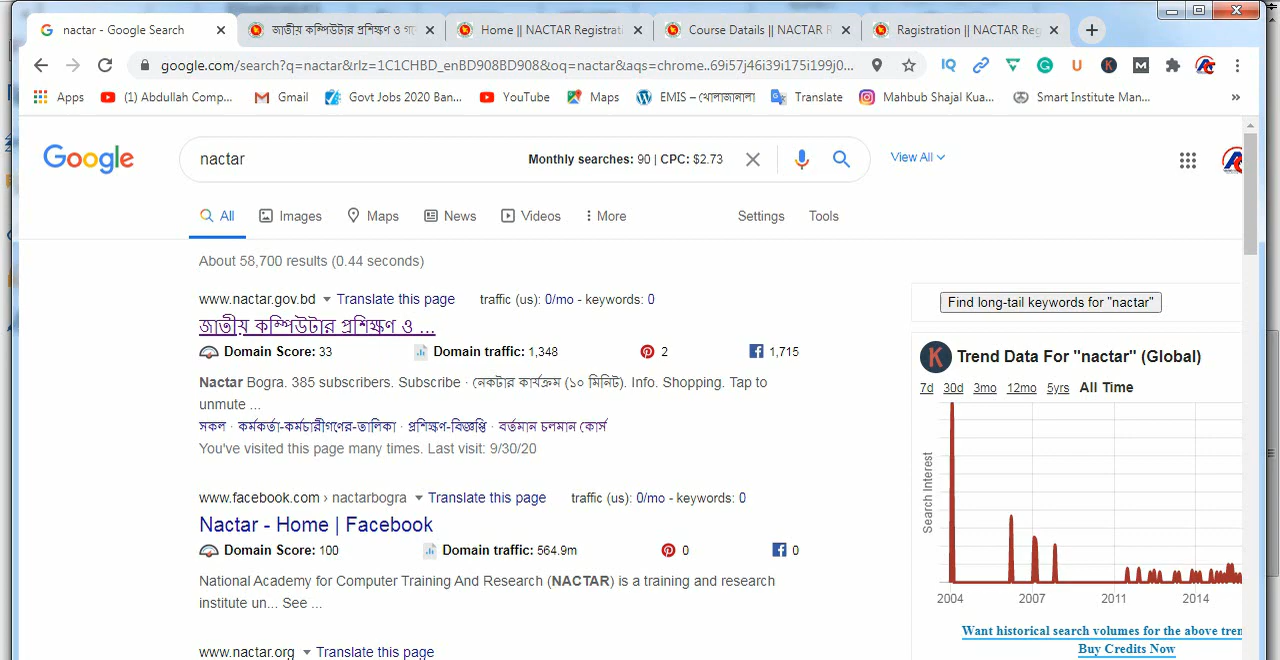 nactar - Google Search
জাতীয় কম্পিউটার প্রশিক্ষণ ও গবে
Home || NACTAR Registrati
Course Datails || NACTAR R
Ragistration || NACTAR Reg
google.com/search?q=nactar&rlz=1C1CHBD_enBD908BD908&oq=nactar&aqs=chrome..69i57j46i39i175i199j0...
Apps (1) Abdullah Comp... Gmail Govt Jobs 2020 Ban... YouTube Maps EMIS – খোলাজানালা Translate Mahbub Shajal Kua... Smart Institute Man... »
Google
nactar Monthly searches: 90 | CPC: $2.73
View All
All Images Maps News Videos More Settings Tools
About 58,700 results (0.44 seconds)
www.nactar.gov.bd Translate this page traffic (us): 0/mo - keywords: 0
জাতীয় কম্পিউটার প্রশিক্ষণ ও ...
Domain Score: 33 Domain traffic: 1,348 2 1,715
Nactar Bogra. 385 subscribers. Subscribe · নেকটার কার্যক্রম (১০ মিনিট). Info. Shopping. Tap to
unmute ...
সকল · কর্মকর্তা-কর্মচারীগণের-তালিকা · প্রশিক্ষণ-বিজ্ঞপ্তি · বর্তমান চলমান কোর্স
You've visited this page many times. Last visit: 9/30/20
www.facebook.com › nactarbogra Translate this page traffic (us): 0/mo - keywords: 0
Nactar - Home | Facebook
Domain Score: 100 Domain traffic: 564.9m 0 0
National Academy for Computer Training And Research (NACTAR) is a training and research
institute un... See ...
www.nactar.org Translate this page
Find long-tail keywords for "nactar"
K Trend Data For "nactar" (Global)
7d 30d 3mo 12mo 5yrs All Time
Search Interest
2004 2007 2011 2014
Want historical search volumes for the above tren
Buy Credits Now